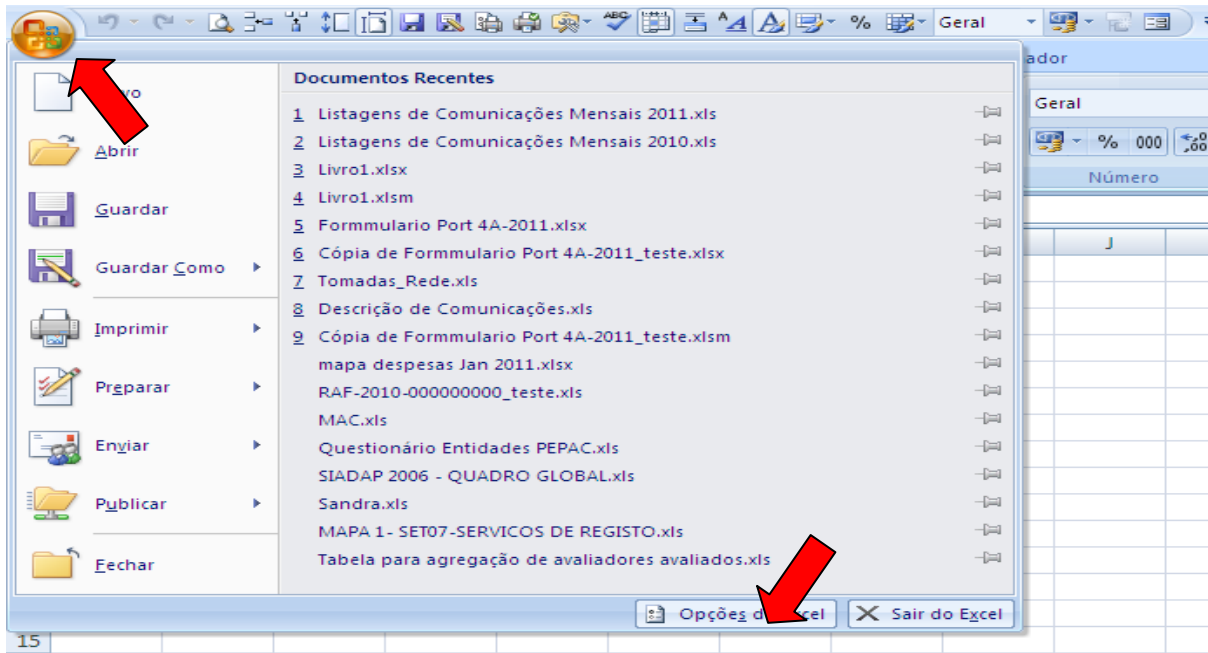 ABC
%
Geral
ador
Novo
Abrir
Guardar
Guardar Como
Imprimir
Preparar
Enviar
Publicar
Fechar
Documentos Recentes
1 Listagens de Comunicações Mensais 2011.xls
2 Listagens de Comunicações Mensais 2010.xls
3 Livro1.xlsx
4 Livro1.xlsm
5 Formmulario Port 4A-2011.xlsx
6 Cópia de Formmulario Port 4A-2011_teste.xlsx
7 Tomadas_Rede.xls
8 Descrição de Comunicações.xls
9 Cópia de Formmulario Port 4A-2011_teste.xlsm
mapa despesas Jan 2011.xlsx
RAF-2010-000000000_teste.xls
MAC.xls
Questionário Entidades PEPAC.xls
SIADAP 2006 - QUADRO GLOBAL.xls
Sandra.xls
MAPA 1- SET07-SERVICOS DE REGISTO.xls
Tabela para agregação de avaliadores avaliados.xls
Opções do Excel
Sair do Excel
Geral
% 000
Número
J
15